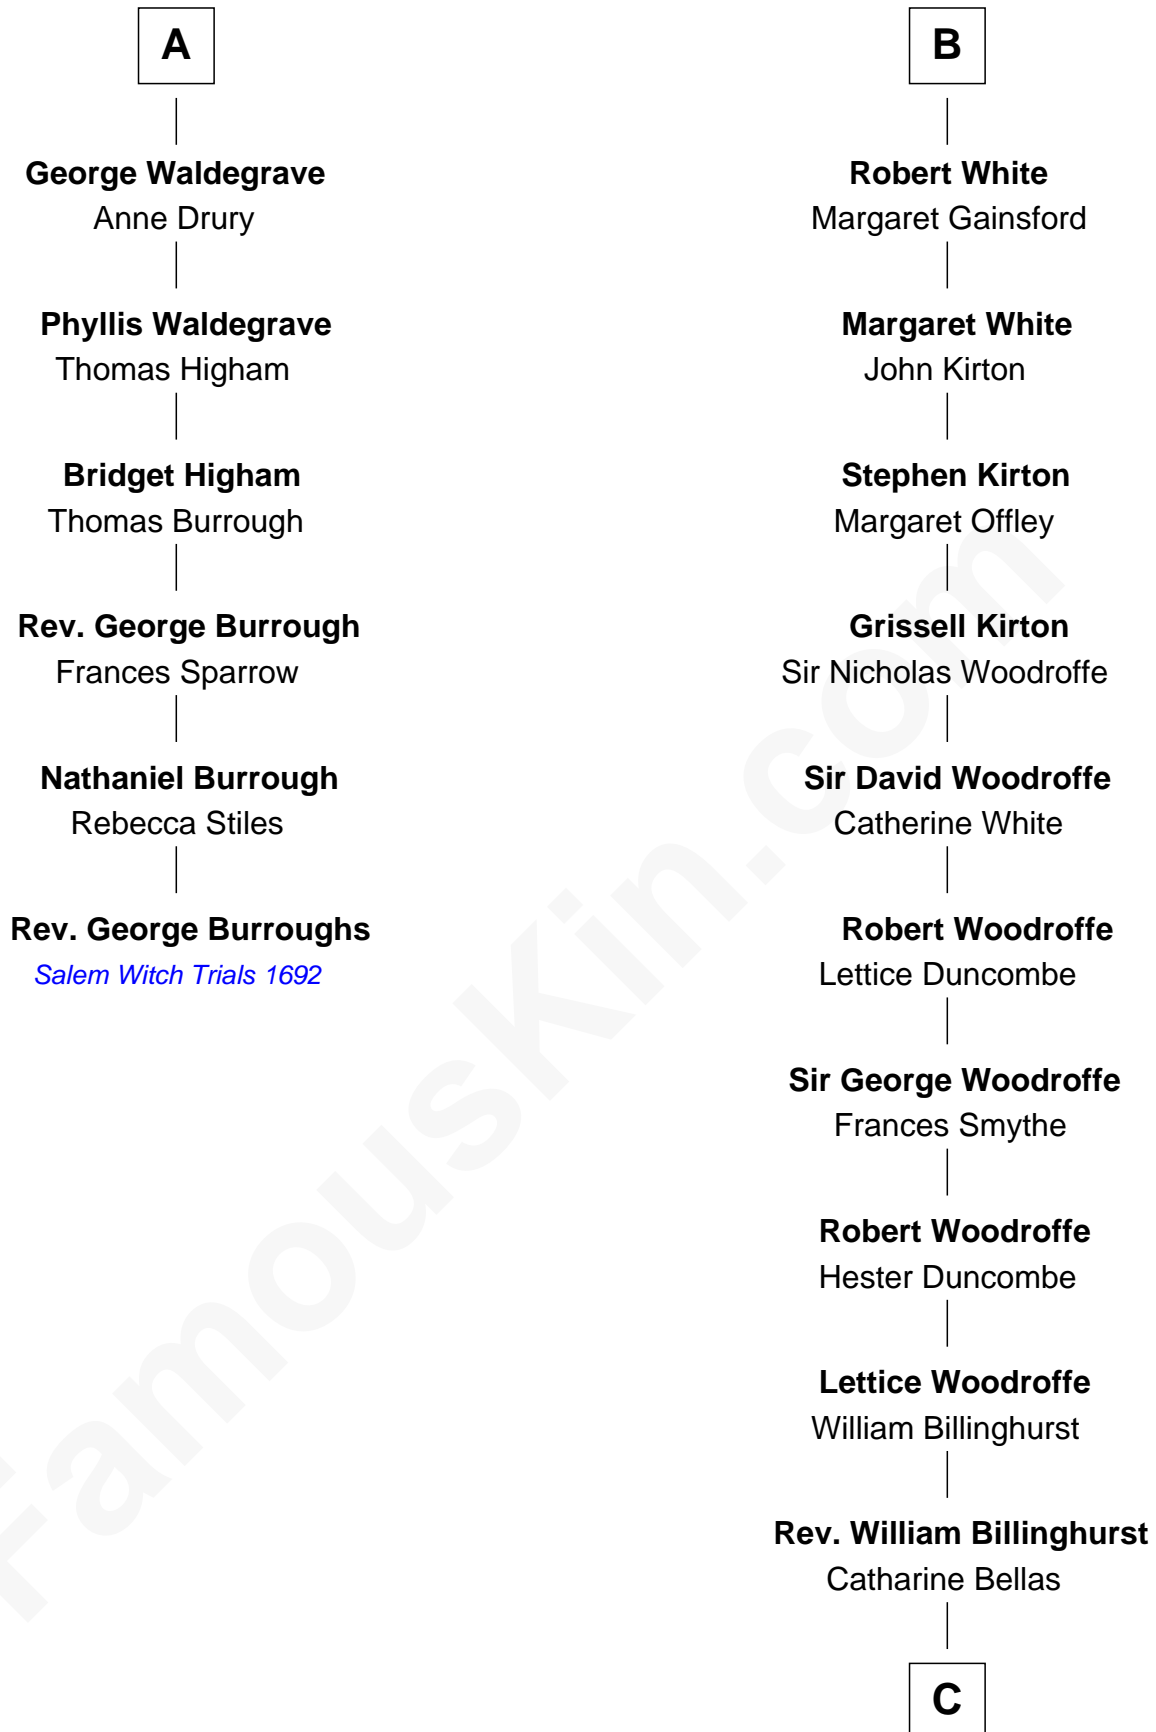 A
George Waldegrave
Anne Drury
Phyllis Waldegrave
Thomas Higham
Bridget Higham
Thomas Burrough
Rev. George Burrough
Frances Sparrow
Nathaniel Burrough
Rebecca Stiles
Rev. George Burroughs
Salem Witch Trials 1692
B
Robert White
Margaret Gainsford
Margaret White
John Kirton
Stephen Kirton
Margaret Offley
Grissell Kirton
Sir Nicholas Woodroffe
Sir David Woodroffe
Catherine White
Robert Woodroffe
Lettice Duncombe
Sir George Woodroffe
Frances Smythe
Robert Woodroffe
Hester Duncombe
Lettice Woodroffe
William Billinghurst
Rev. William Billinghurst
Catharine Bellas
C
FamousKin.com